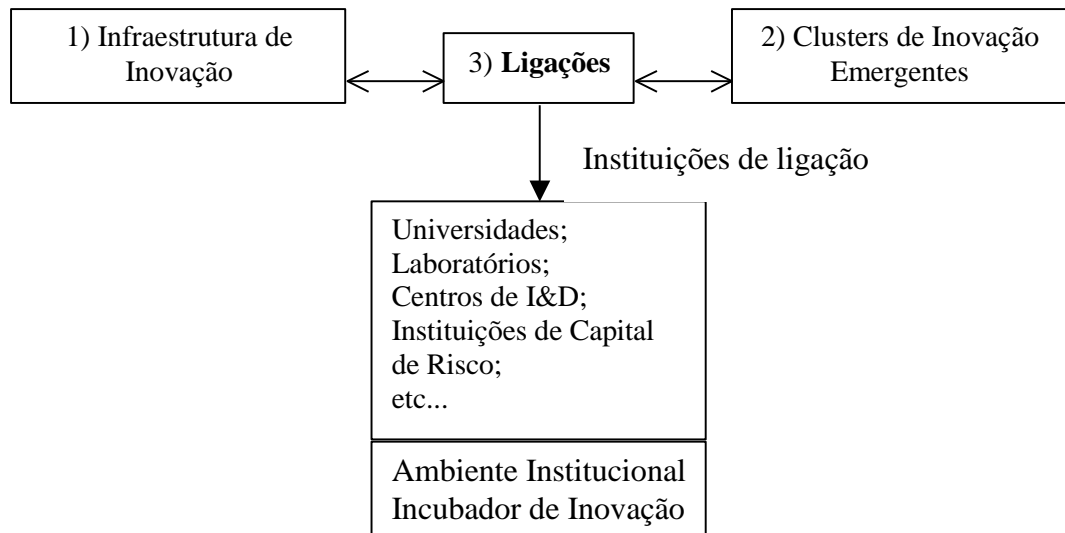 1) Infraestrutura de
Inovação
3) Ligações
2) Clusters de Inovação
Emergentes
Instituições de ligação
Universidades;
Laboratórios;
Centros de I&D;
Instituições de Capital
de Risco;
etc...
Ambiente Institucional
Incubador de Inovação